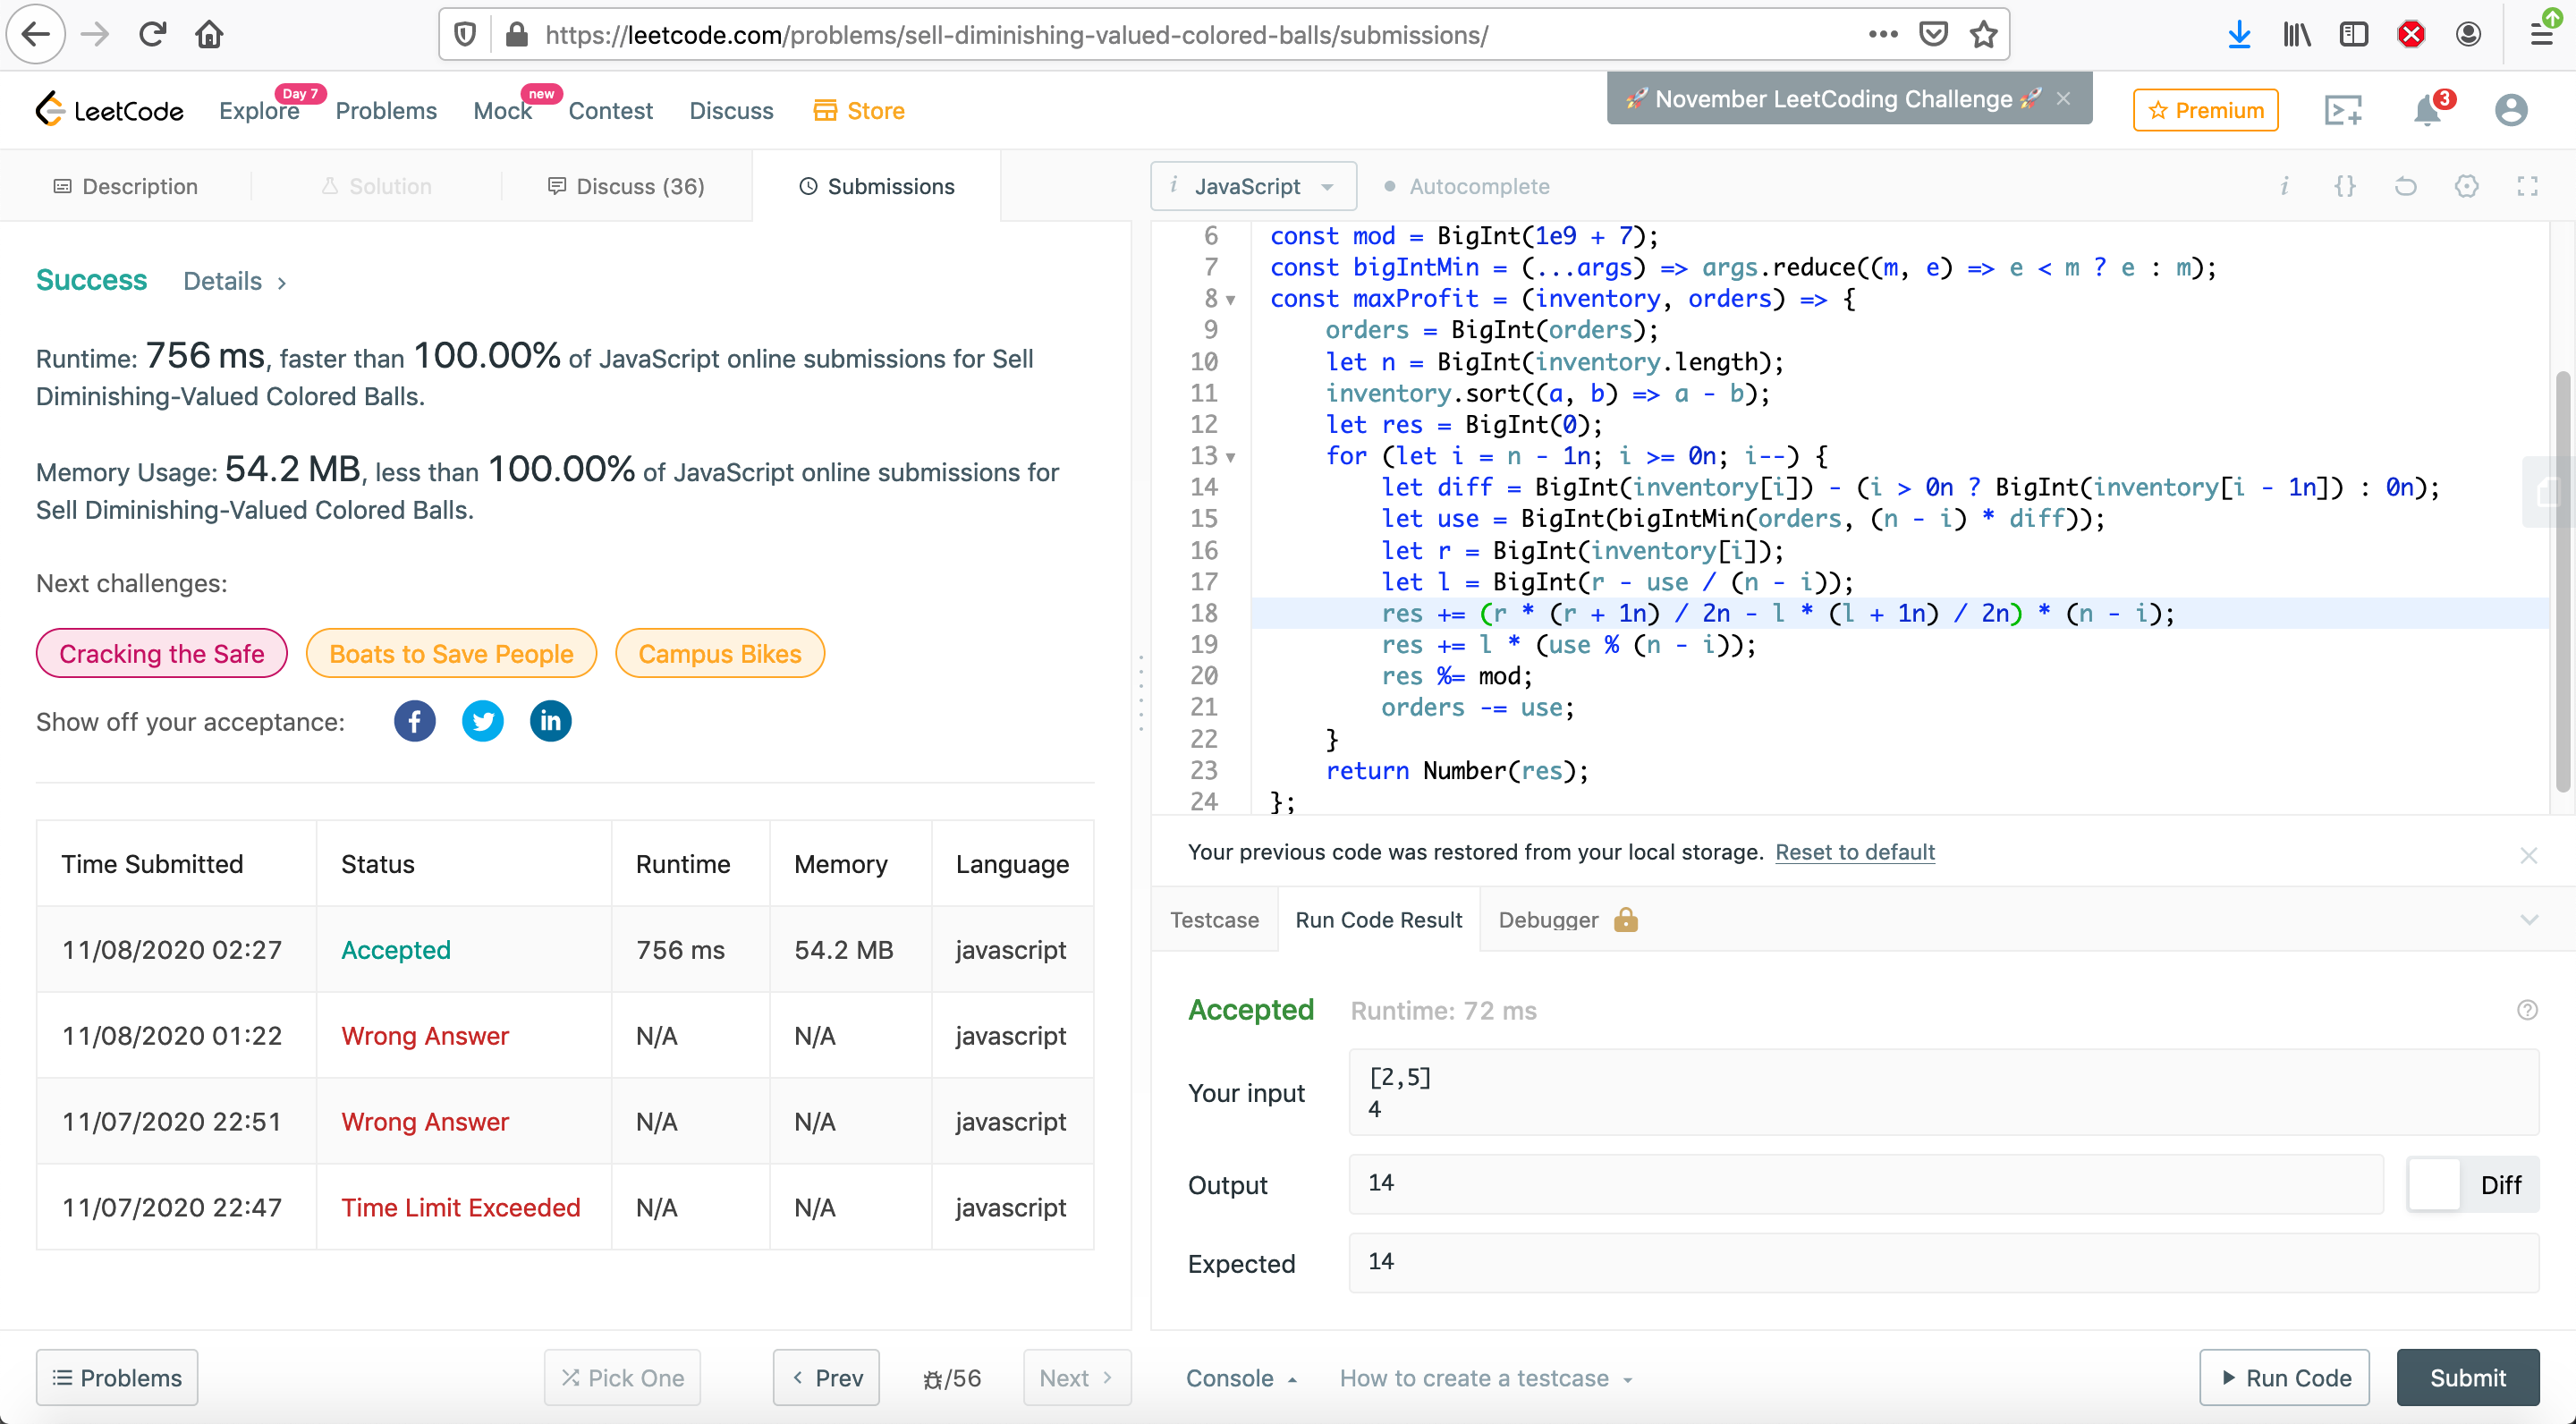 https://leetcode.com/problems/sell-diminishing-valued-colored-balls/submissions/
LeetCode
Explore
Day 7
Problems
Mock
new
Contest
Discuss
Store
🚀 November LeetCoding Challenge 🚀
Premium
3
Description
Solution
Discuss (36)
Submissions
i JavaScript
Autocomplete
Success Details
Runtime: 756 ms, faster than 100.00% of JavaScript online submissions for Sell
Diminishing-Valued Colored Balls.
Memory Usage: 54.2 MB, less than 100.00% of JavaScript online submissions for
Sell Diminishing-Valued Colored Balls.
Next challenges:
Cracking the Safe
Boats to Save People
Campus Bikes
Show off your acceptance:
Time Submitted Status Runtime Memory Language
11/08/2020 02:27 Accepted 756 ms 54.2 MB javascript
11/08/2020 01:22 Wrong Answer N/A N/A javascript
11/07/2020 22:51 Wrong Answer N/A N/A javascript
11/07/2020 22:47 Time Limit Exceeded N/A N/A javascript
6 const mod = BigInt(1e9 + 7);
7 const bigIntMin = (...args) => args.reduce((m, e) => e < m ? e : m);
8 const maxProfit = (inventory, orders) => {
9 orders = BigInt(orders);
10 let n = BigInt(inventory.length);
11 inventory.sort((a, b) => a - b);
12 let res = BigInt(0);
13 for (let i = n - 1n; i >= 0n; i--) {
14 let diff = BigInt(inventory[i]) - (i > 0n ? BigInt(inventory[i - 1n]) : 0n);
15 let use = BigInt(bigIntMin(orders, (n - i) * diff));
16 let r = BigInt(inventory[i]);
17 let l = BigInt(r - use / (n - i));
18 res += (r * (r + 1n) / 2n - l * (l + 1n) / 2n) * (n - i);
19 res += l * (use % (n - i));
20 res %= mod;
21 orders -= use;
22 }
23 return Number(res);
24 };
Your previous code was restored from your local storage. Reset to default
Testcase
Run Code Result
Debugger
Accepted Runtime: 72 ms
Your input
[2,5]
4
Output
14
Diff
Expected
14
Problems
Pick One
Prev
/56
Next
Console
How to create a testcase
Run Code
Submit